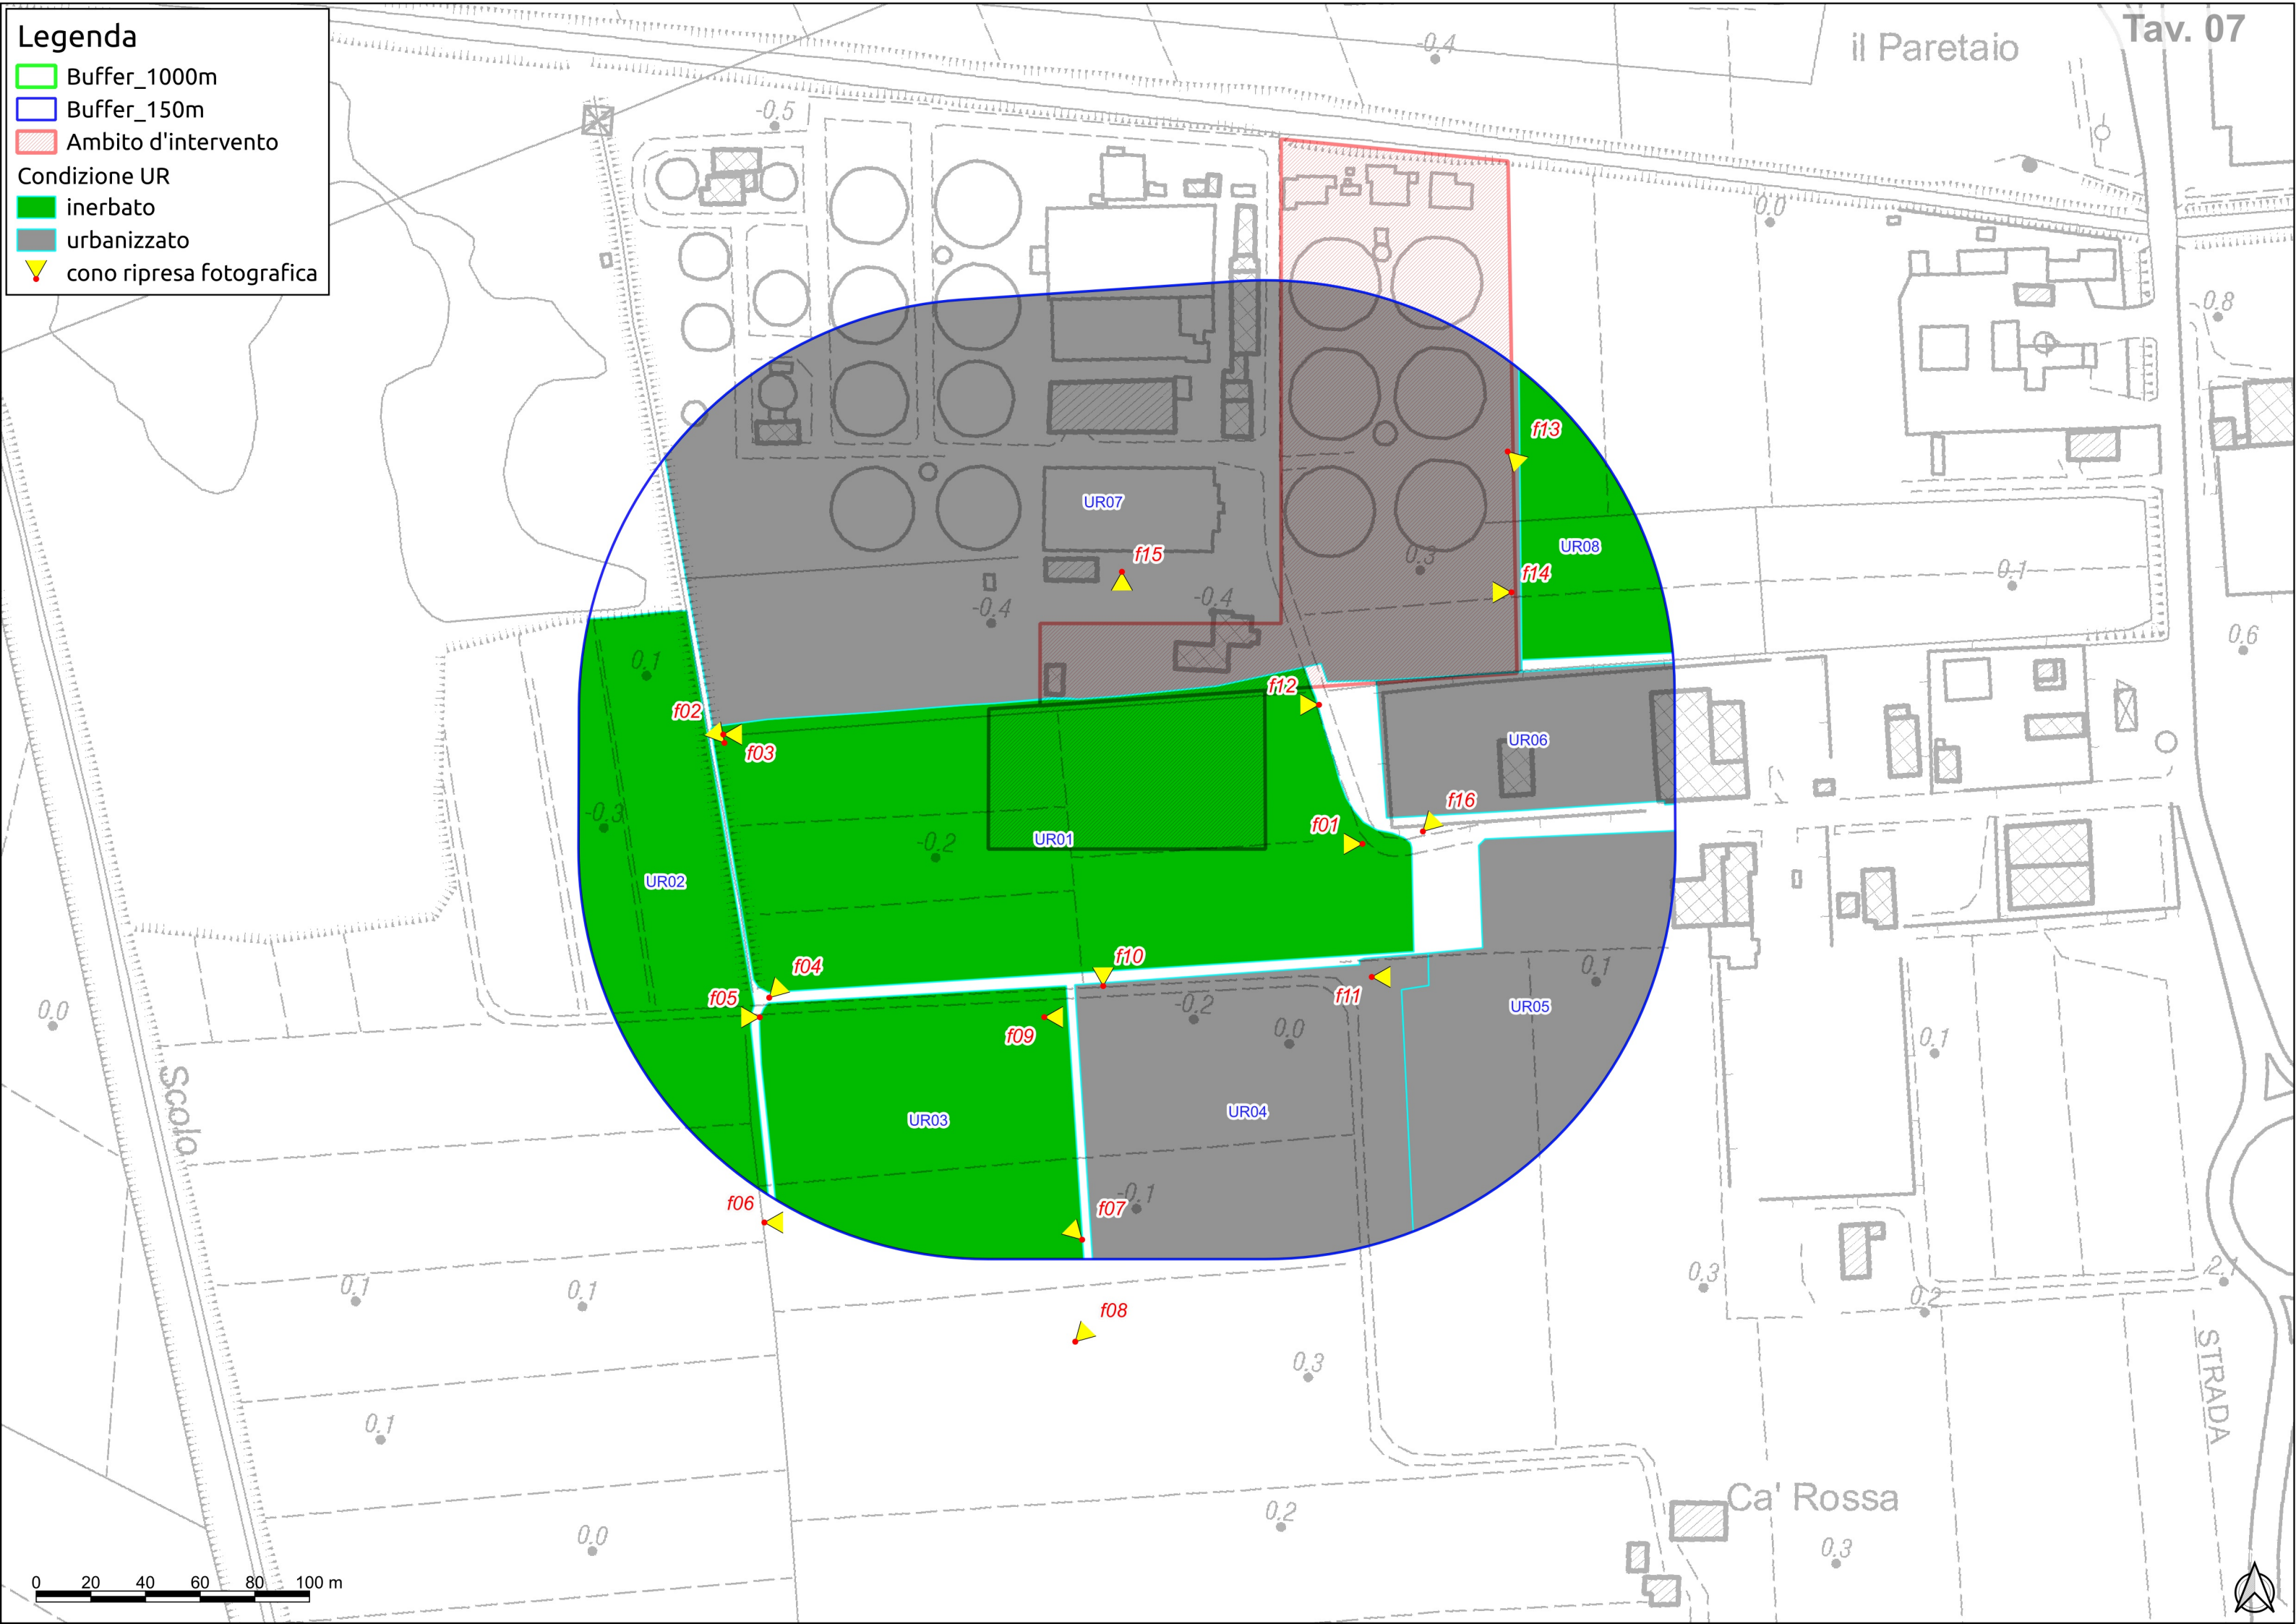 Legenda
Buffer_1000m
Buffer_150m
Ambito d'intervento
Condizione UR
inerbato
urbanizzato
cono ripresa fotografica
Tav. 07
il Paretaio
-0.4
-0.5
0.0
0.8
f13
UR07
UR08
f15
0.3
f14
0.1
-0.4
-0.4
0.6
0.1
f12
f02
f03
UR06
f16
-0.3
f01
-0.2
UR01
UR02
f10
f04
0.1
f05
f11
UR05
-0.2
0.0
f09
0.0
0.1
Scolo
UR03
UR04
-0.1
f06
f07
0.3
2.1
0.1
0.1
0.2
f08
STRADA
0.3
0.1
Ca' Rossa
0.2
0.0
0.3
0 20 40 60 80 100 m